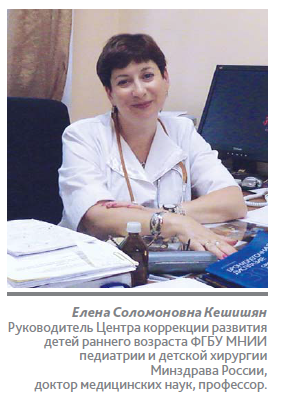 Елена Соломоновна Кешишян
Руководитель Центра коррекции развития
детей раннего возраста ФГБУ МНИИ
педиатрии и детской хирургии
Минздрава России,
доктор медицинских наук, профессор.